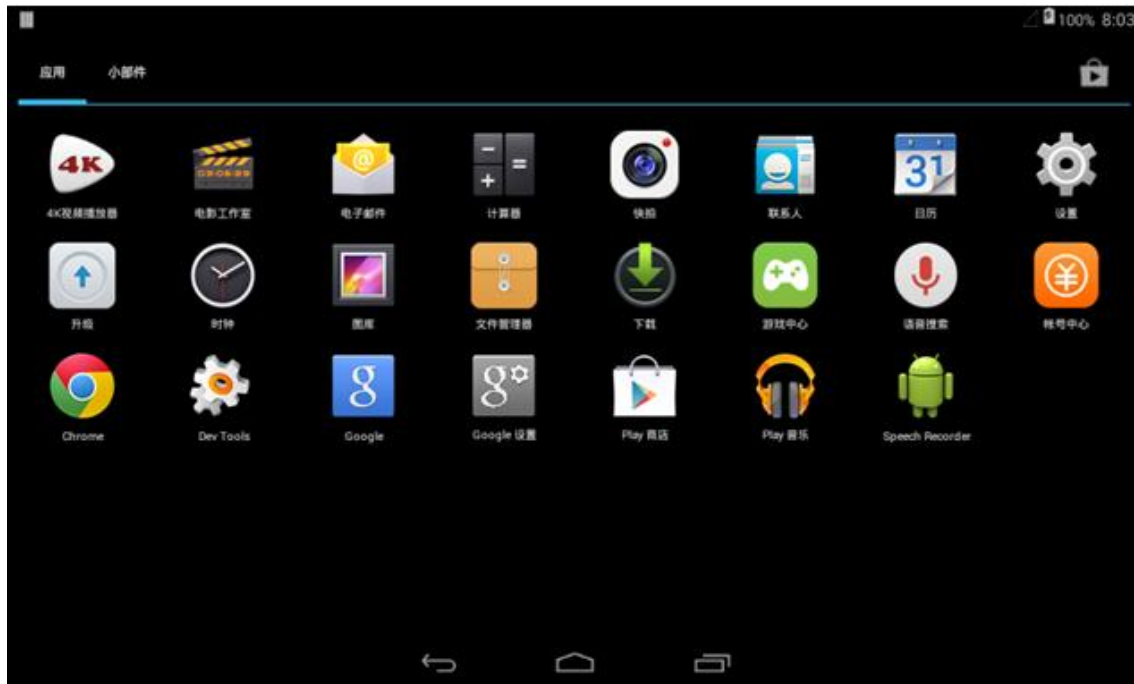 100% 8:03
应用 小部件
4K
4K视频播放器 电影工作室 电子邮件 计算器 快拍 联系人 31 日历 设置
升级 时钟 图库 文件管理器 下载 游戏中心 语音搜索 帐号中心
Chrome Dev Tools Google Google 设置 Play 商店 Play 音乐 Speech Recorder